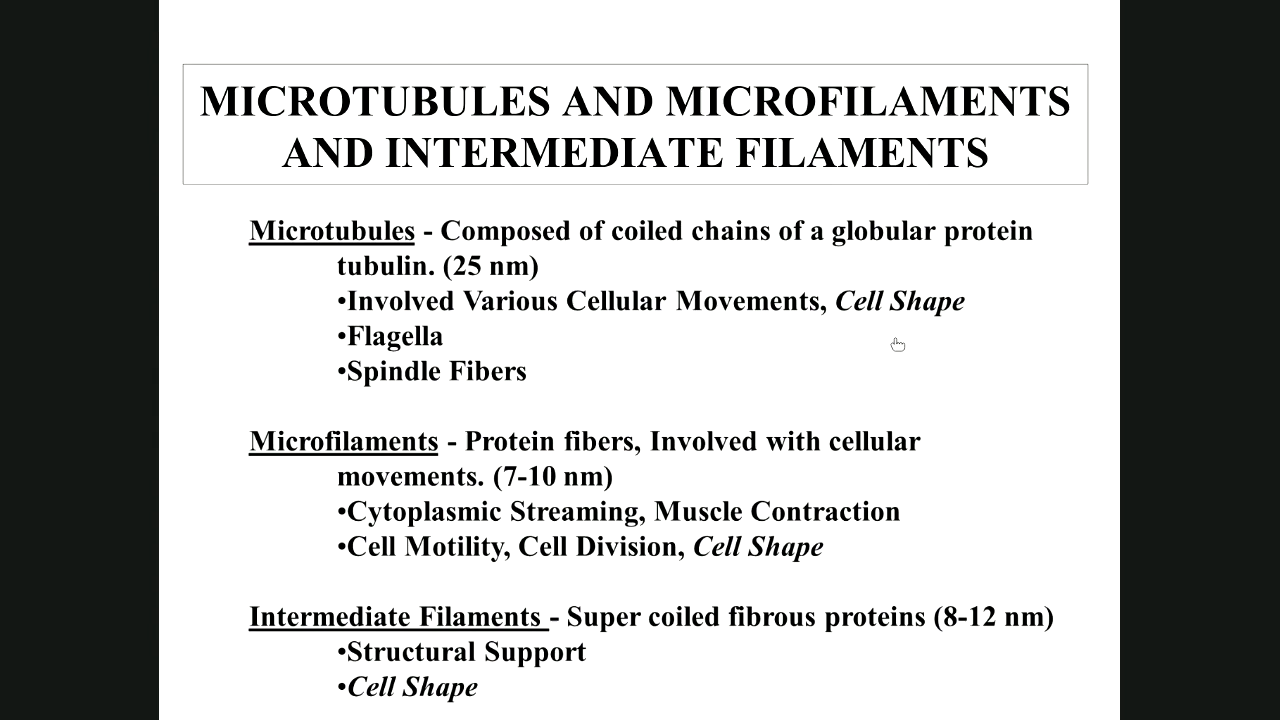 MICROTUBULES AND MICROFILAMENTS
AND INTERMEDIATE FILAMENTS
Microtubules - Composed of coiled chains of a globular protein
tubulin. (25 nm)
•Involved Various Cellular Movements, Cell Shape
•Flagella
•Spindle Fibers
Microfilaments - Protein fibers, Involved with cellular
movements. (7-10 nm)
•Cytoplasmic Streaming, Muscle Contraction
•Cell Motility, Cell Division, Cell Shape
Intermediate Filaments - Super coiled fibrous proteins (8-12 nm)
•Structural Support
•Cell Shape